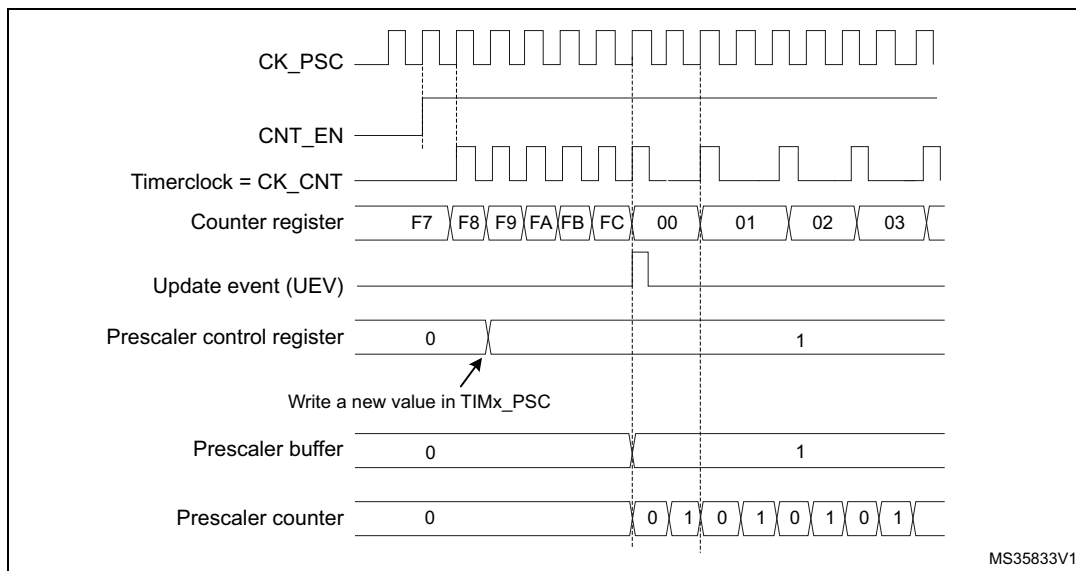 CK_PSC
CNT_EN
Timerclock = CK_CNT
Counter register F7 F8 F9 FA FB FC 00 01 02 03
Update event (UEV)
Prescaler control register 0 1
Write a new value in TIMx_PSC
Prescaler buffer 0 1
Prescaler counter 0 0 1 0 1 0 1 0 1
MS35833V1